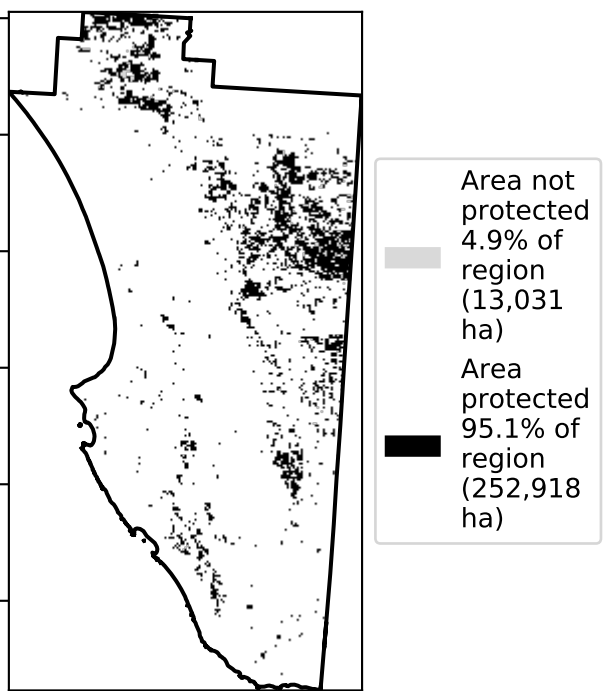 Area not
protected
4.9% of
region
(13,031
ha)
Area
protected
95.1% of
region
(252,918
ha)